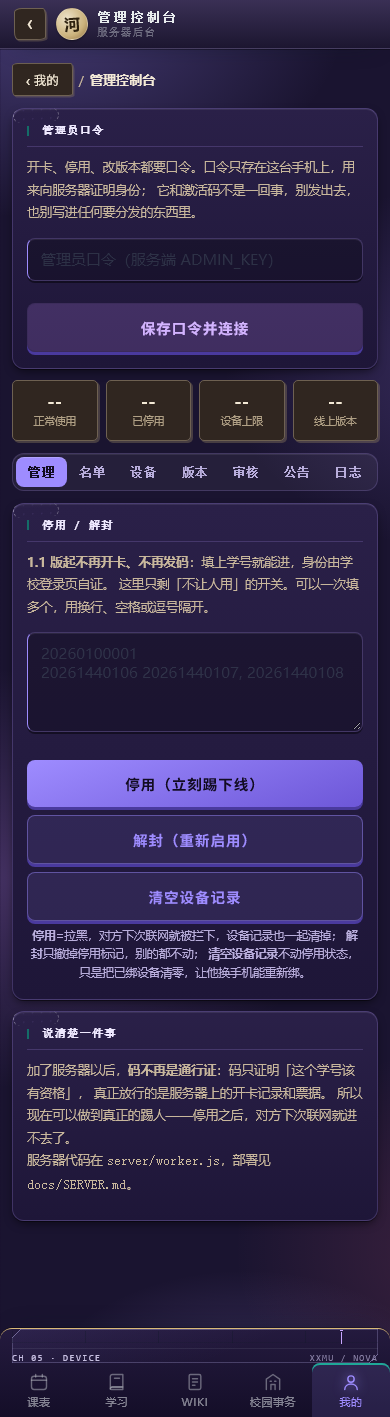 ‹
河
管理控制台
服务器后台
‹ 我的 / 管理控制台
管理员口令
开卡、停用、改版本都要口令。口令只存在这台手机上，用
来向服务器证明身份； 它和激活码不是一回事，别发出去，
也别写进任何要分发的东西里。
管理员口令（服务端 ADMIN_KEY）
保存口令并连接
-- -- -- --
正常使用 已停用 设备上限 线上版本
管理 名单 设备 版本 审核 公告 日志
停用 / 解封
1.1 版起不再开卡、不再发码：填上学号就能进，身份由学
校登录页自证。 这里只剩「不让人用」的开关。可以一次填
多个，用换行、空格或逗号隔开。
20260100001
20261440106 20261440107, 20261440108
停用（立刻踢下线）
解封（重新启用）
清空设备记录
停用=拉黑，对方下次联网就被拦下，设备记录也一起清掉； 解
封只撤掉停用标记，别的都不动； 清空设备记录不动停用状态，
只是把已绑设备清零，让他换手机能重新绑。
说清楚一件事
加了服务器以后，码不再是通行证：码只证明「这个学号该
有资格」， 真正放行的是服务器上的开卡记录和票据。 所以
现在可以做到真正的踢人——停用之后，对方下次联网就进
不去了。
服务器代码在 server/worker.js，部署见
docs/SERVER.md。
CH 05 · DEVICE XXMU / NOVA
课表 学习 WIKI 校园事务 我的